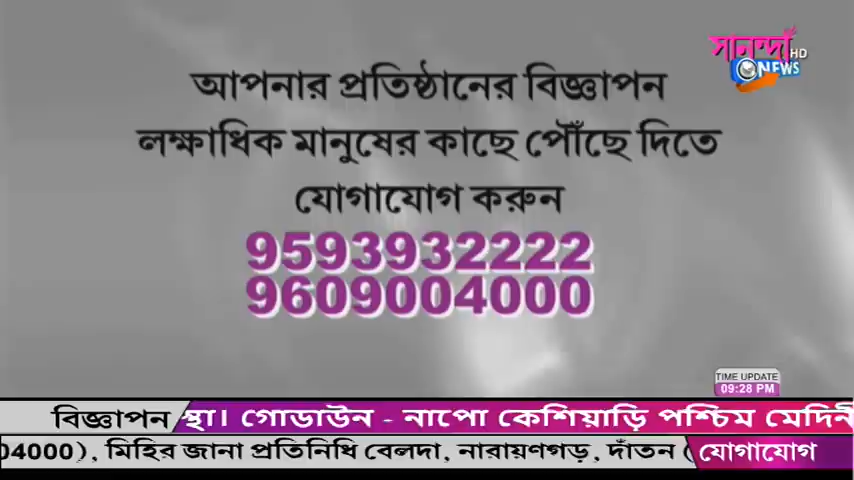 সানন্দা HD
NEWS
আপনার প্রতিষ্ঠানের বিজ্ঞাপন
লক্ষাধিক মানুষের কাছে পৌঁছে দিতে
যোগাযোগ করুন
9593932222
9609004000
TIME UPDATE
09:28 PM
বিজ্ঞাপন স্থা। গোডাউন - নাপো কেশিয়াড়ি পশ্চিম মেদিনী
04000), মিহির জানা প্রতিনিধি বেলদা, নারায়ণগড়, দাঁতন ( যোগাযোগ